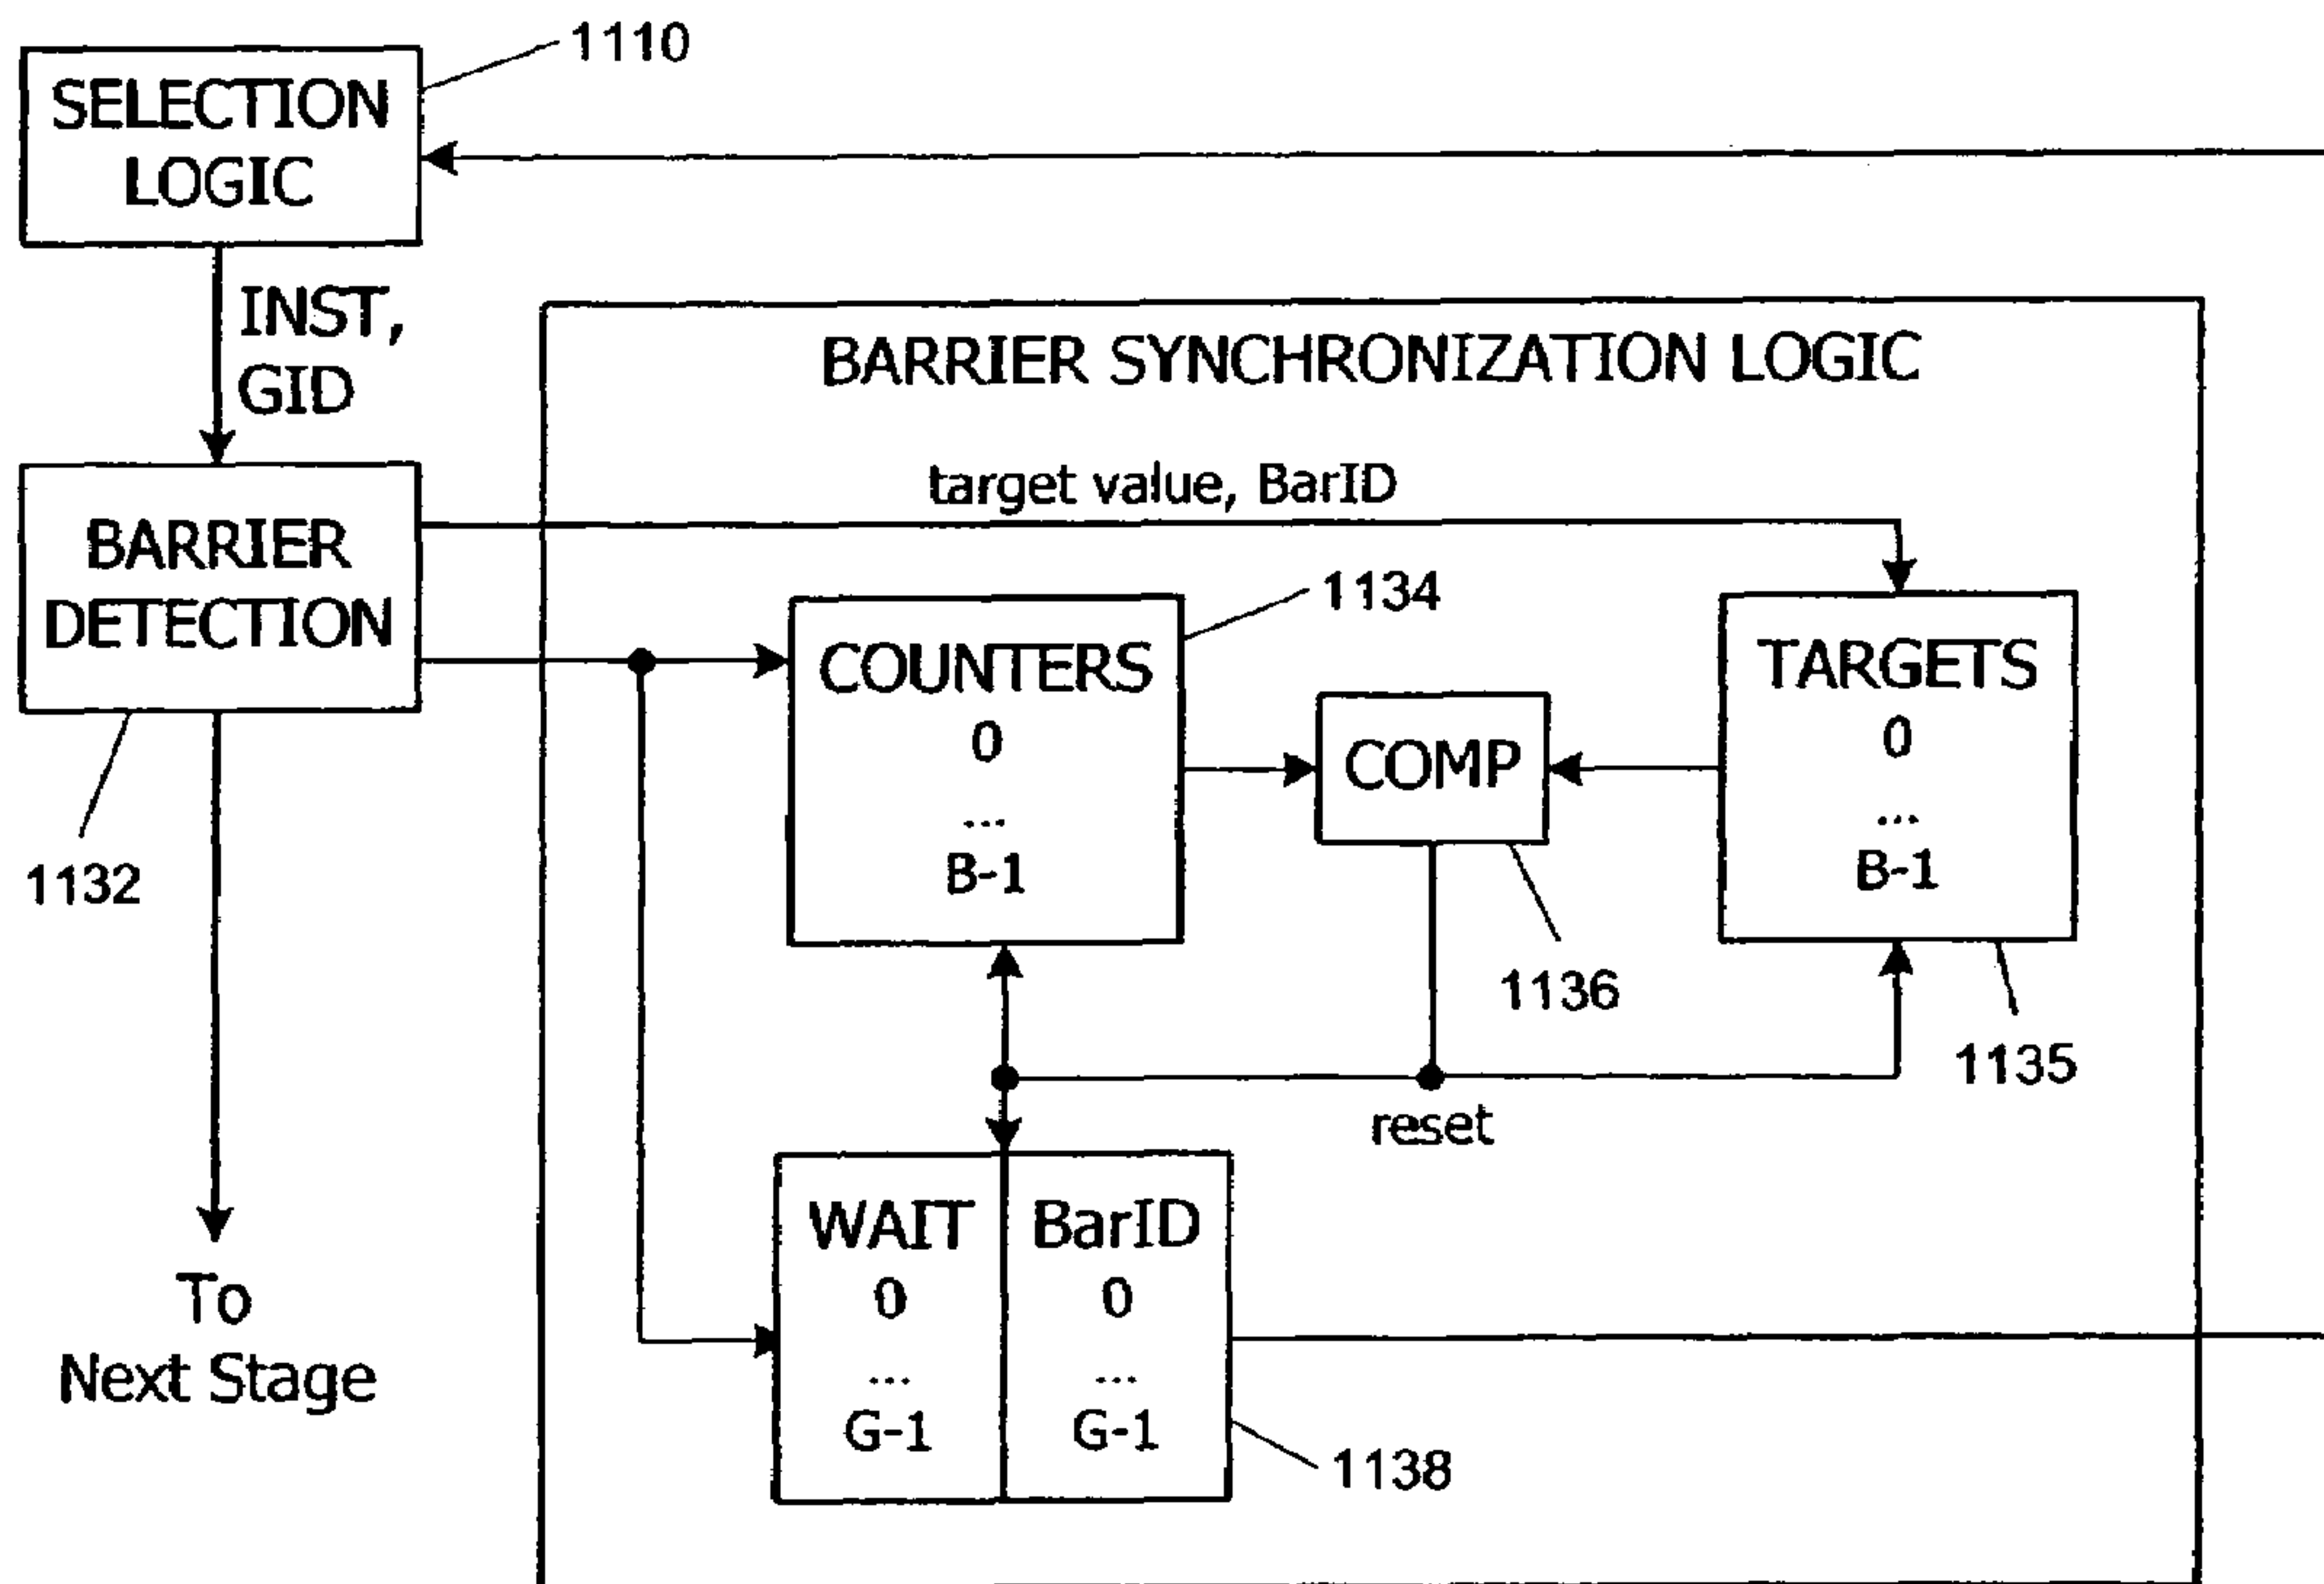 1110
SELECTION
LOGIC
INST,
GID
BARRIER SYNCHRONIZATION LOGIC
target value, BarID
BARRIER
DETECTION
1132
1134
COUNTERS
0
...
B-1
COMP
1136
TARGETS
0
...
B-1
1135
reset
WAIT
0
...
G-1
BarID
0
...
G-1
1138
To
Next Stage